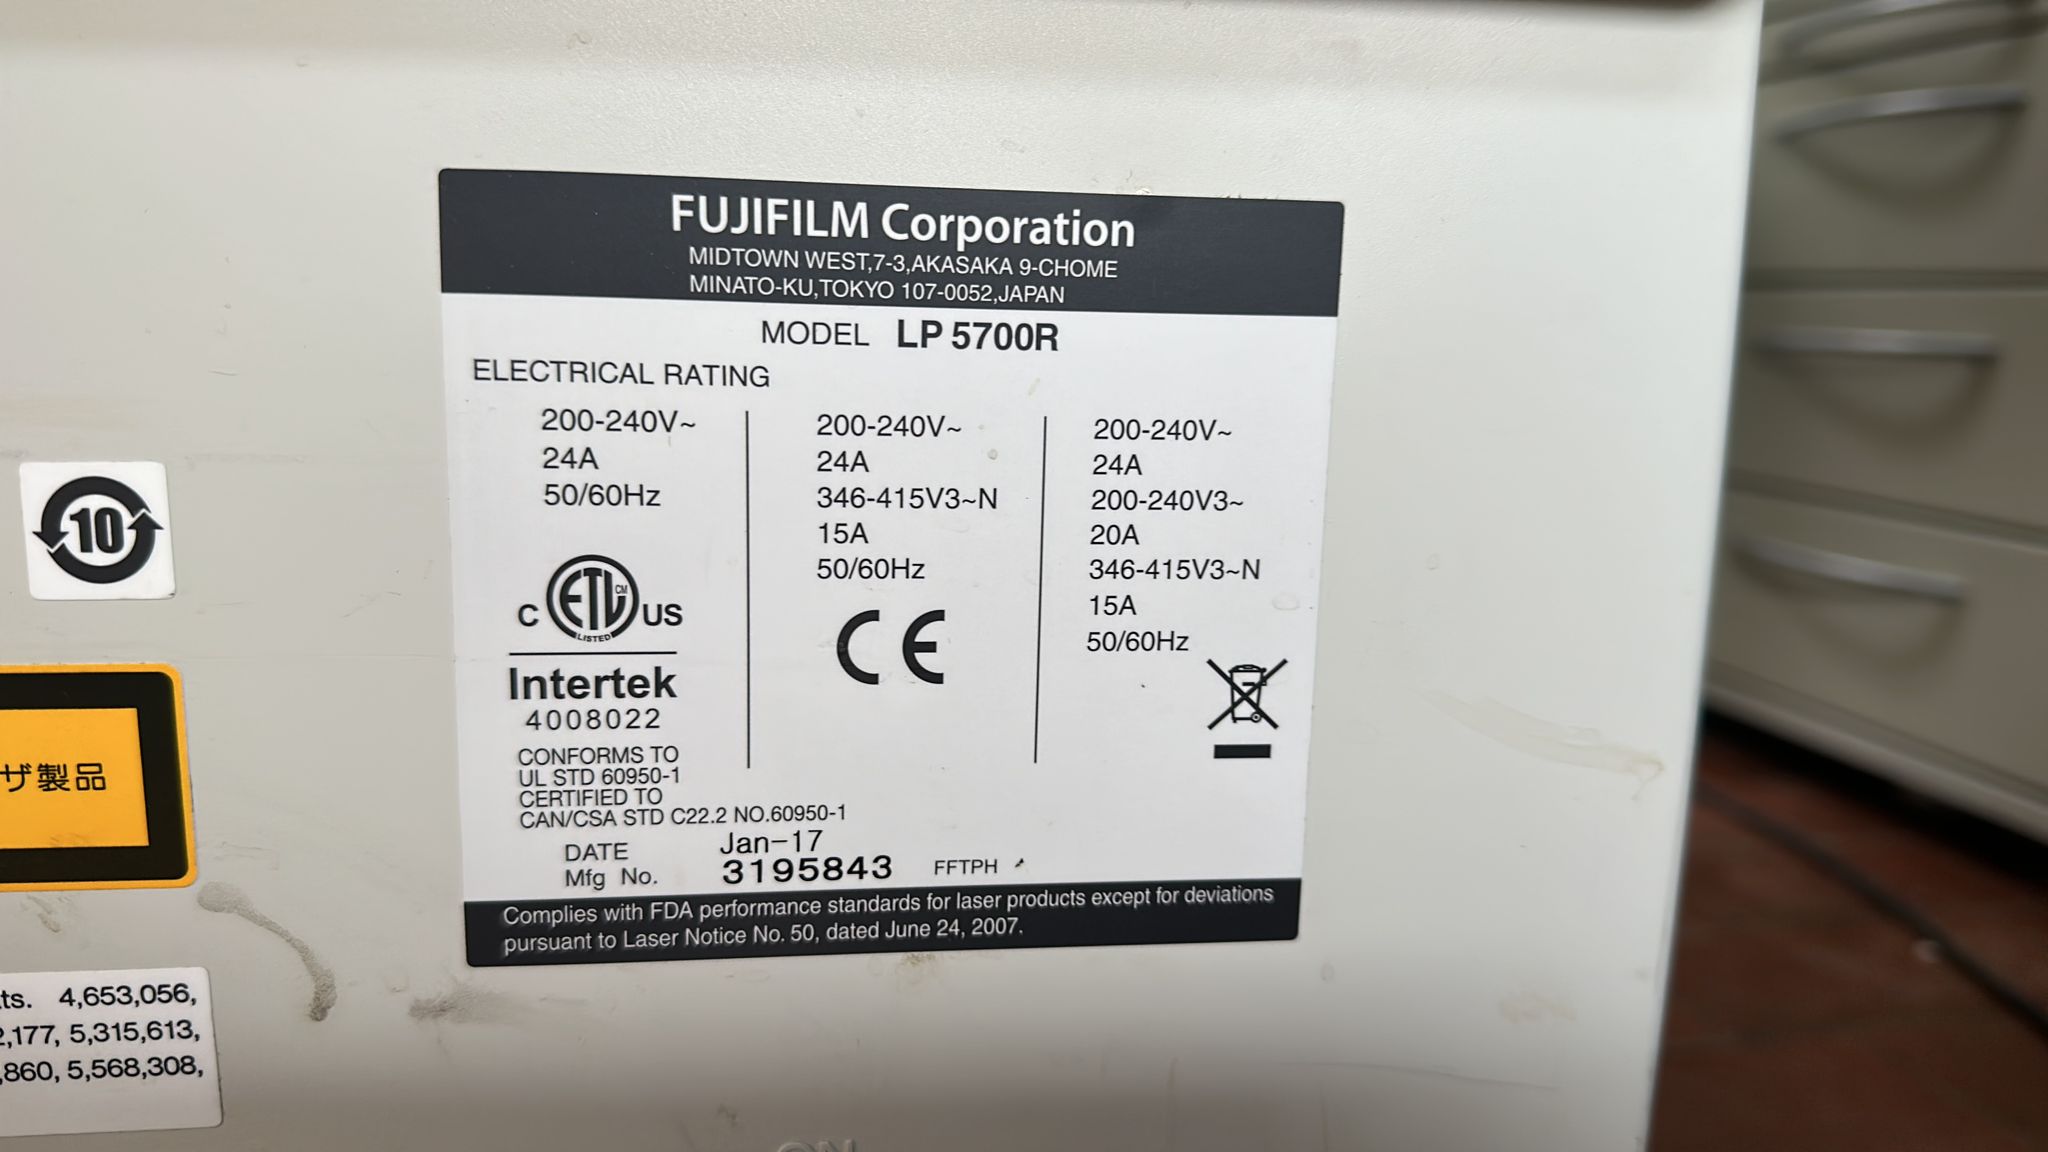 FUJIFILM Corporation
MIDTOWN WEST,7-3,AKASAKA 9-CHOME
MINATO-KU,TOKYO 107-0052,JAPAN
MODEL LP 5700R
ELECTRICAL RATING
200-240V~
24A
50/60Hz
C ETL CM US
LISTED
Intertek
4008022
CONFORMS TO
UL STD 60950-1
CERTIFIED TO
CAN/CSA STD C22.2 NO.60950-1
200-240V~
24A
346-415V3~N
15A
50/60Hz
CE
200-240V~
24A
200-240V3~
20A
346-415V3~N
15A
50/60Hz
DATE Jan-17
Mfg No. 3195843 FFTPH
Complies with FDA performance standards for laser products except for deviations
pursuant to Laser Notice No. 50, dated June 24, 2007.
10
ザ製品
ts. 4,653,056,
,177, 5,315,613,
,860, 5,568,308,